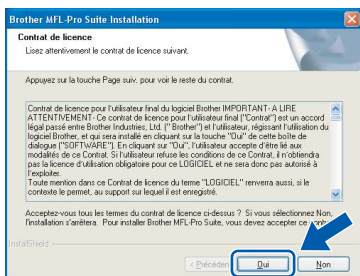 Brother MFL-Pro Suite Installation
Contrat de licence
Lisez attentivement le contrat de licence suivant.
Appuyez sur la touche Page suiv. pour voir le reste du contrat.
Contrat de licence pour l'utilisateur final du logiciel Brother IMPORTANT- A LIRE
ATTENTIVEMENT- Ce contrat de licence pour l'utilisateur final ("Contrat") est un accord
légal passé entre Brother Industries, Ltd. (" Brother") et l'utilisateur, régissant l'utilisation du
logiciel Brother, et qui sera installé en cliquant sur la touche "Oui" de cette boîte de
dialogue ("SOFTWARE"). En cliquant sur "Oui", l'utilisateur accepte d'être lié aux
modalités de ce Contrat. Si l'utilisateur refuse les conditions de ce Contrat, il n'obtiendra
pas la licence d'utilisation obligatoire pour ce LOGICIEL et ne sera donc pas autorisé à
l'exploiter.
Toute mention dans ce Contrat de licence du terme "LOGICIEL" renverra aussi, si le
contexte le permet, au support sur lequel il est enregistré.
Acceptez-vous tous les termes du contrat de licence ci-dessus ? Si vous sélectionnez Non,
l'installation s'arrêtera. Pour installer Brother MFL-Pro Suite, vous devez accepter ce
InstallShield
< Précéden
Oui
Non